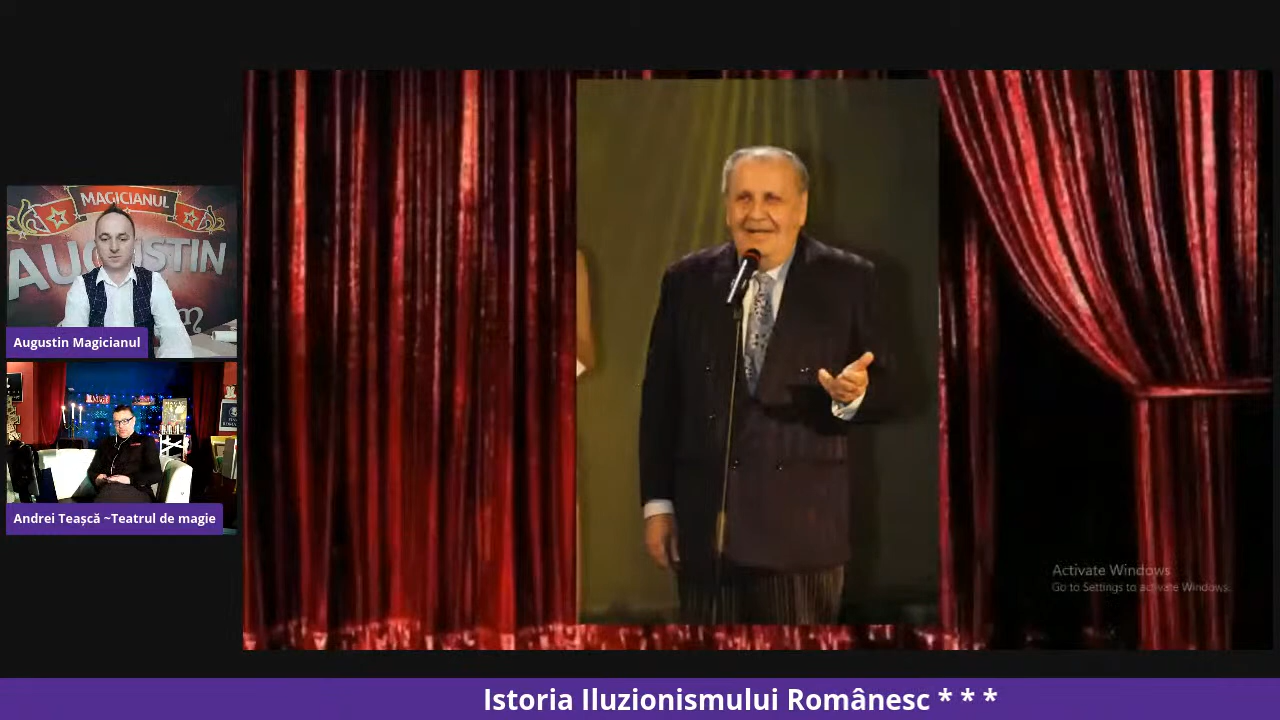 MAGICIANUL
AUGUSTIN
Augustin Magicianul
Andrei Teașcă ~Teatrul de magie
Activate Windows
Go to Settings to activate Windows.
Istoria Iluzionismului Românesc * * *